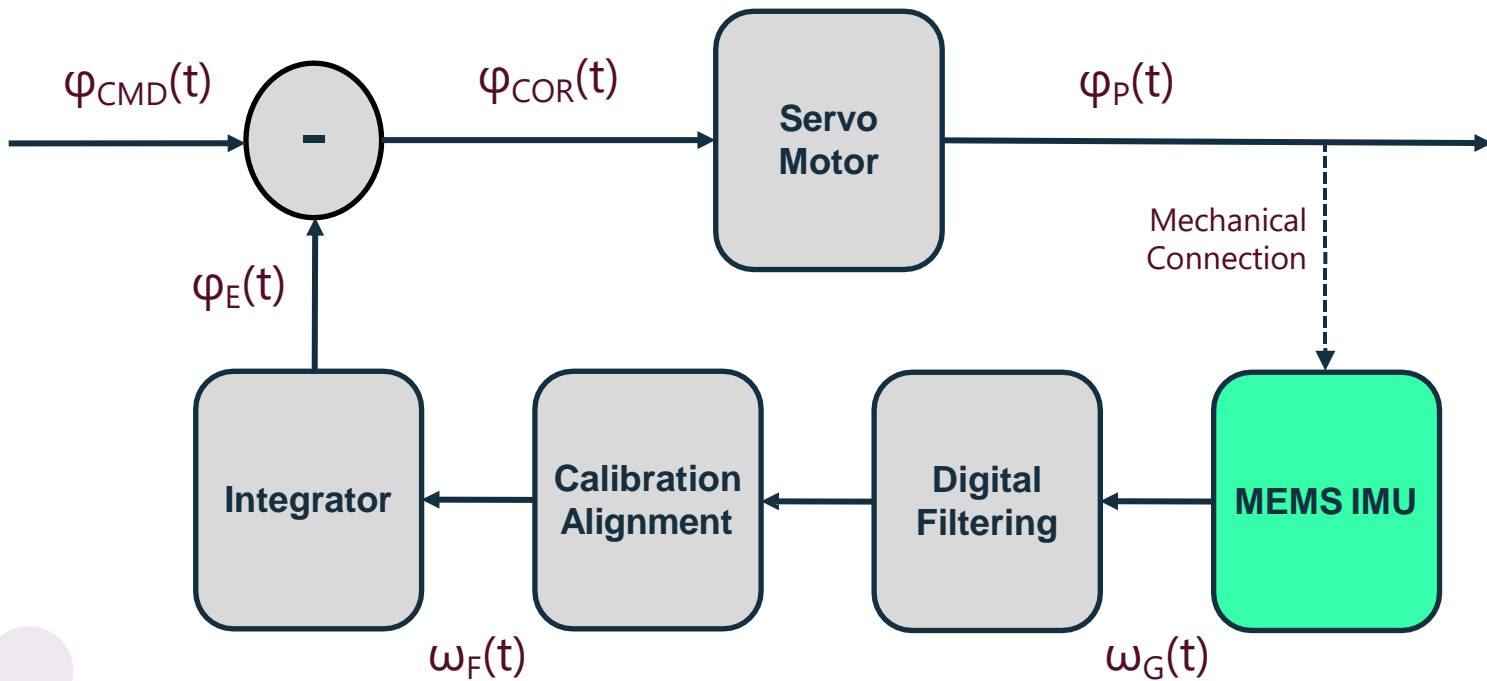 φCMD(t)
-
φCOR(t)
Servo
Motor
φP(t)
Mechanical
Connection
φE(t)
Integrator
Calibration
Alignment
Digital
Filtering
MEMS IMU
ωF(t)
ωG(t)